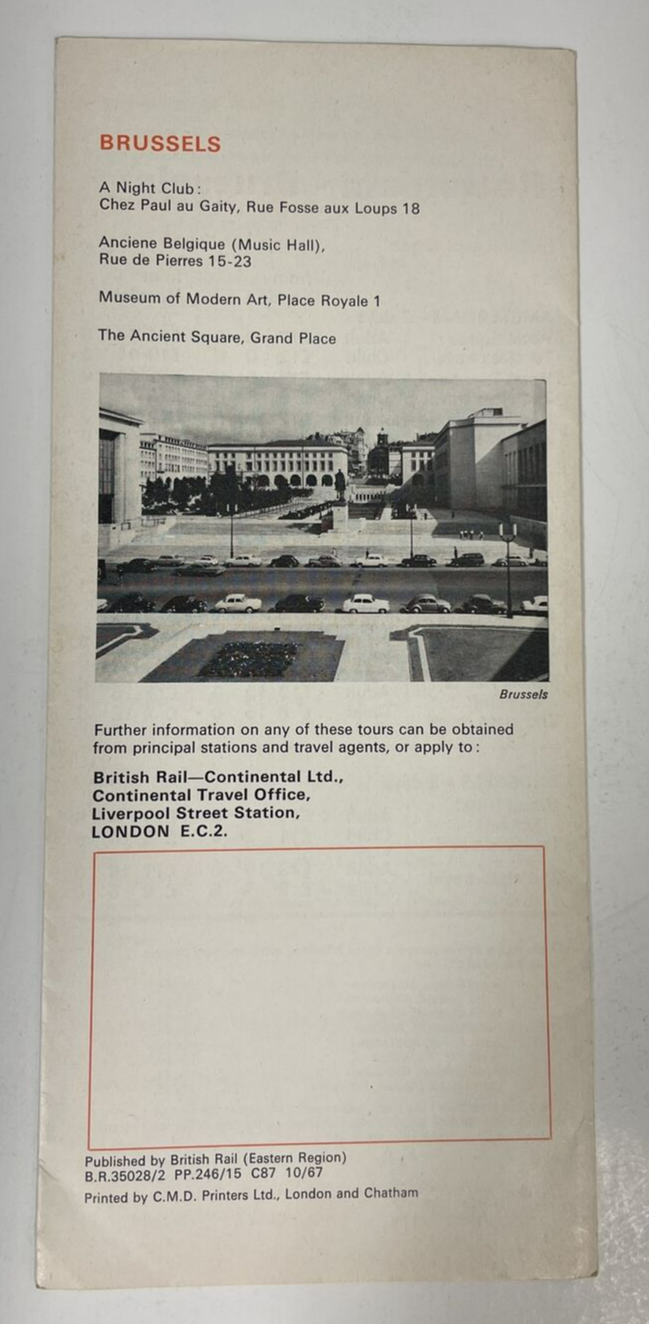 BRUSSELS
A Night Club :
Chez Paul au Gaity, Rue Fosse aux Loups 18
Anciene Belgique (Music Hall),
Rue de Pierres 15-23
Museum of Modern Art, Place Royale 1
The Ancient Square, Grand Place
Brussels
Further information on any of these tours can be obtained
from principal stations and travel agents, or apply to :
British Rail—Continental Ltd.,
Continental Travel Office,
Liverpool Street Station,
LONDON E.C.2.
Published by British Rail (Eastern Region)
B.R.35028/2 PP.246/15 C87 10/67
Printed by C.M.D. Printers Ltd., London and Chatham